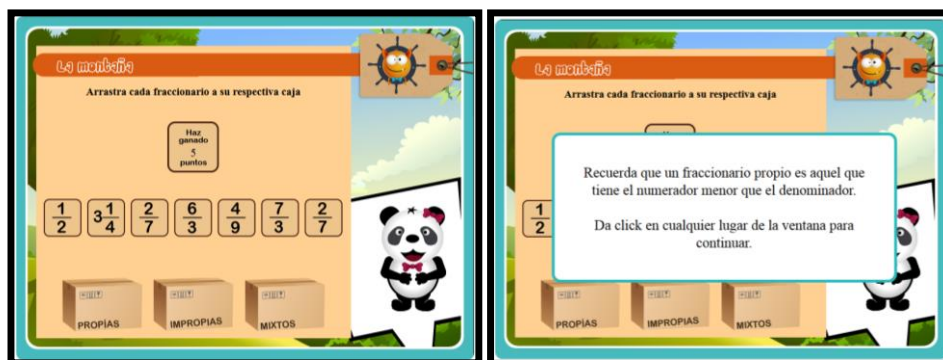 La montaña
Arrastra cada fraccionario a su respectiva caja
Haz
ganado
5
puntos
1/2 3 1/4 2/7 6/3 4/9 7/3 2/7
PROPÍAS IMPROPIAS MIXTOS
La montaña
Arrastra cada fraccionario a su respectiva caja
Recuerda que un fraccionario propio es aquel que
tiene el numerador menor que el denominador.
Da click en cualquier lugar de la ventana para
continuar.
1/2
PROPÍAS IMPROPIAS MIXTOS